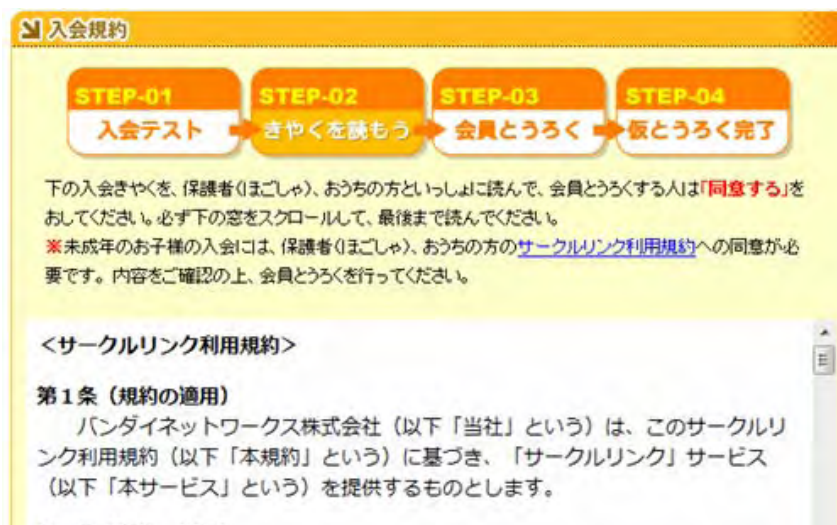 入会規約
STEP-01 STEP-02 STEP-03 STEP-04
入会テスト きやくを読もう 会員とうろく 仮とうろく完了
下の入会きやくを、保護者(ほごしゃ)、おうちの方といっしょに読んで、会員とうろくする人は「同意する」を
おしてください。必ず下の窓をスクロールして、最後まで読んでください。
※未成年のお子様の入会には、保護者(ほごしゃ)、おうちの方のサークルリンク利用規約への同意が必
要です。内容をご確認の上、会員とうろくを行ってください。
＜サークルリンク利用規約＞
第1条（規約の適用）
バンダイネットワークス株式会社（以下「当社」という）は、このサークルリ
ンク利用規約（以下「本規約」という）に基づき、「サークルリンク」サービス
（以下「本サービス」という）を提供するものとします。